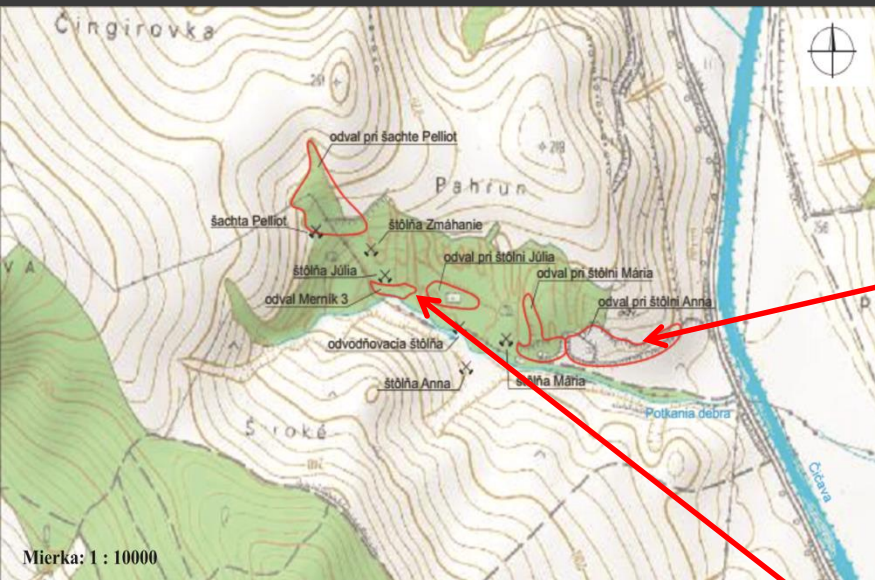 Čingirovka
odval pri šachte Pelliot
219
Pahrun
šachta Pelliot
štôlňa Zmáhanie
štôlňa Júlia
odval pri štôlni Júlia
odval pri štôlni Mária
odval Merník 3
odval pri štôlni Anna
odvodňovacia štôlňa
štôlňa Anna
štôlňa Mária
Potkania debra
Široké
Čičava
Mierka: 1 : 10000